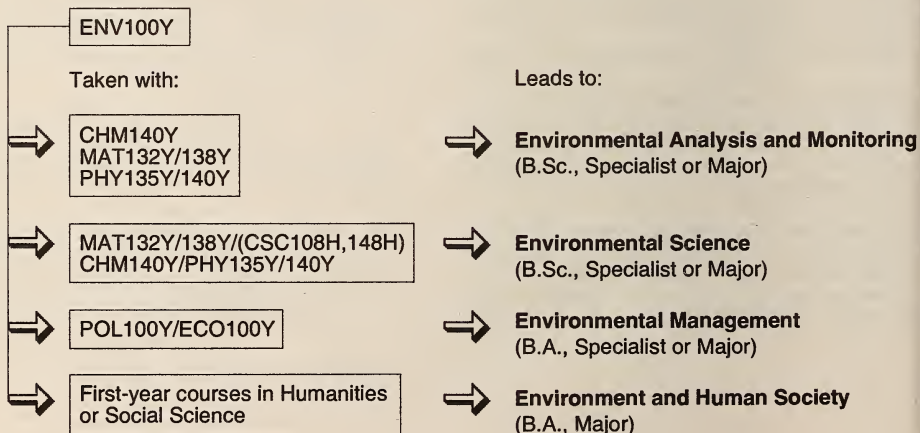 ENV100Y
Taken with:
Leads to:
CHM140Y
MAT132Y/138Y
PHY135Y/140Y
Environmental Analysis and Monitoring
(B.Sc., Specialist or Major)
MAT132Y/138Y/(CSC108H,148H)
CHM140Y/PHY135Y/140Y
Environmental Science
(B.Sc., Specialist or Major)
POL100Y/ECO100Y
Environmental Management
(B.A., Specialist or Major)
First-year courses in Humanities
or Social Science
Environment and Human Society
(B.A., Major)